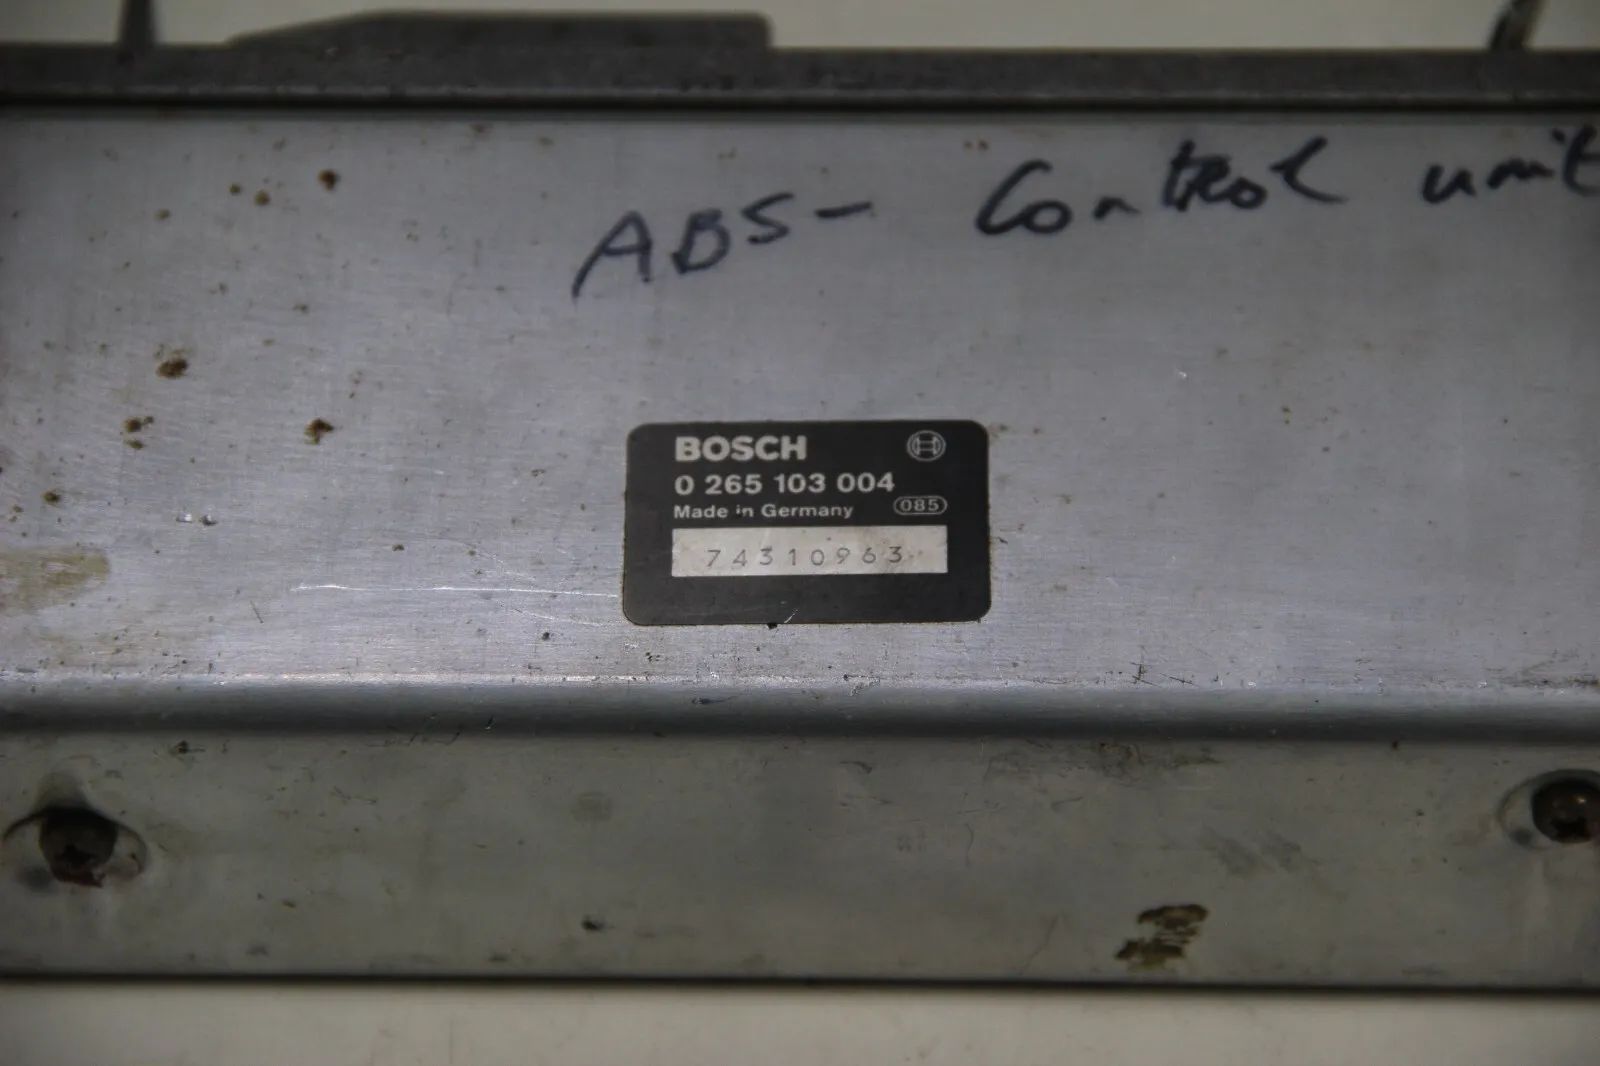 ABS - Control unit
BOSCH
0 265 103 004
Made in Germany 085
74310963